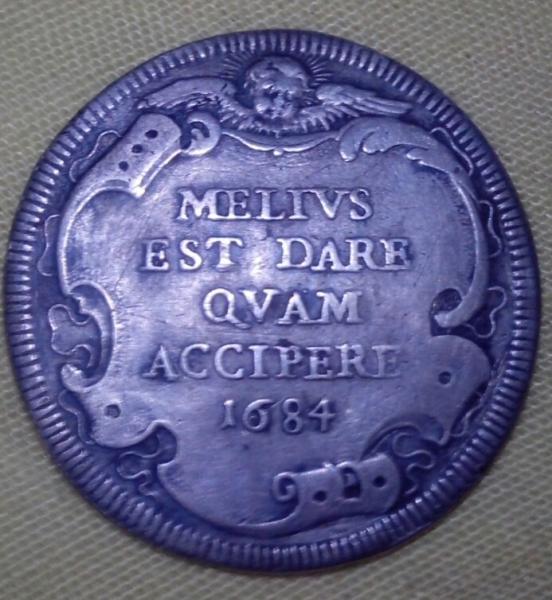 MELIVS
EST DARE
QVAM
ACCIPERE
1684